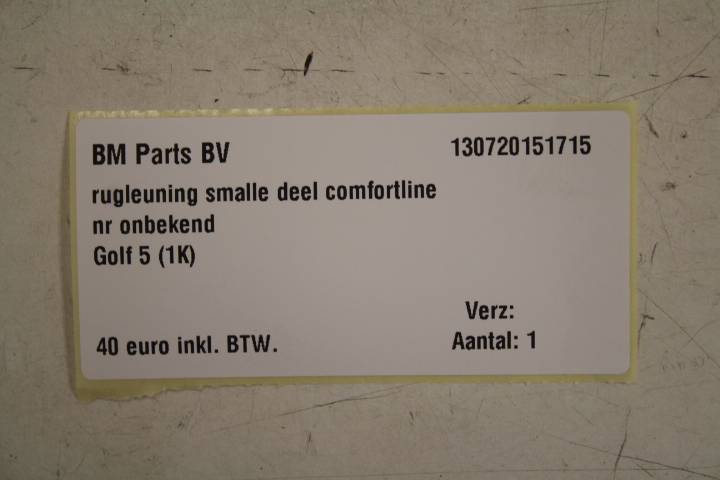 BM Parts BV 130720151715
rugleuning smalle deel comfortline
nr onbekend
Golf 5 (1K)
Verz:
40 euro inkl. BTW. Aantal: 1